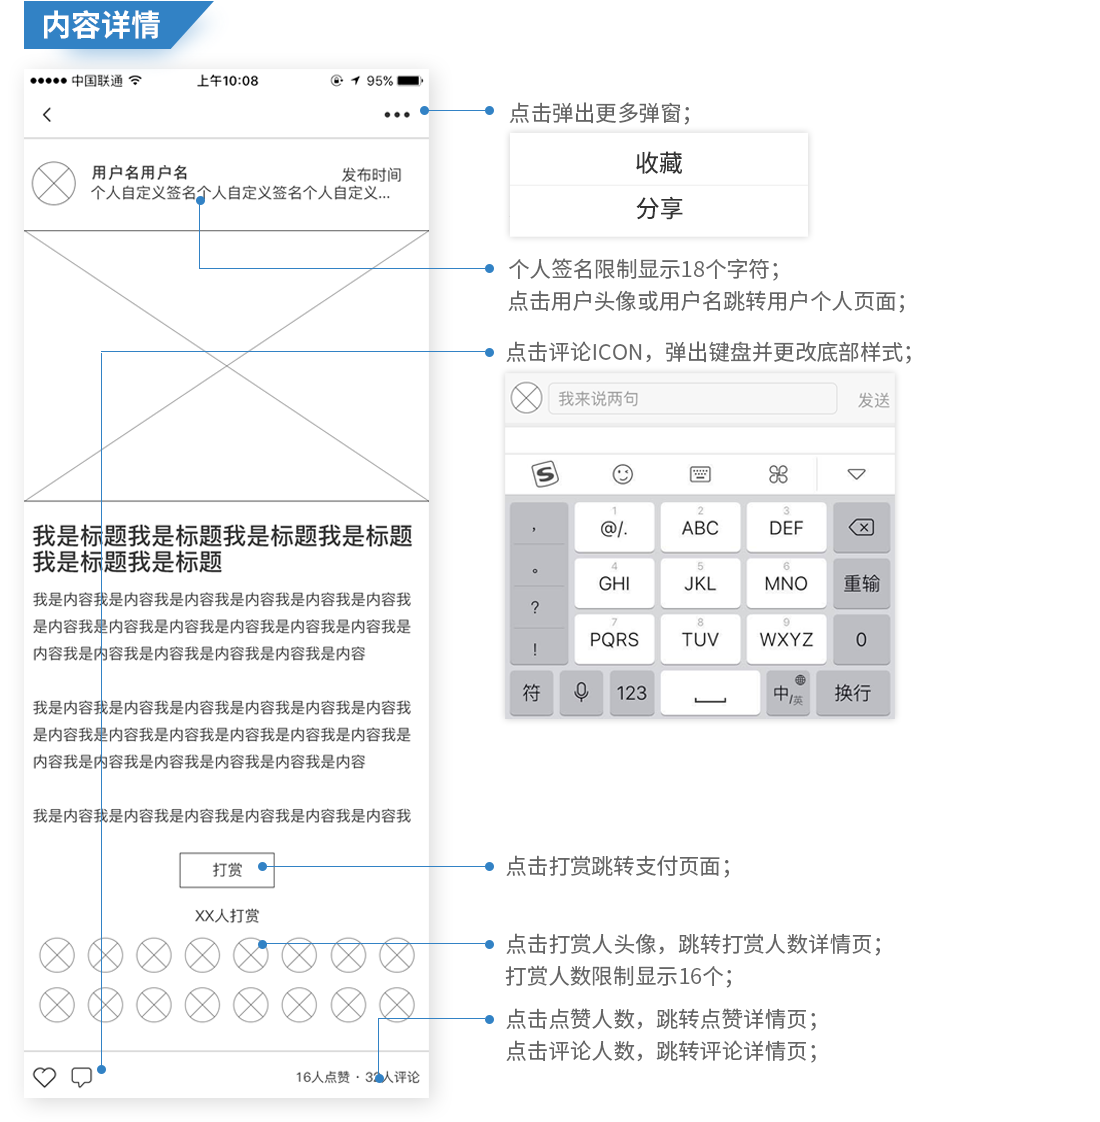 内容详情
中国联通
上午10:08
95%
点击弹出更多弹窗；
收藏
分享
用户名用户名
发布时间
个人自定义签名个人自定义签名个人自定义...
个人签名限制显示18个字符；
点击用户头像或用户名跳转用户个人页面；
点击评论ICON，弹出键盘并更改底部样式；
我来说两句
发送
S
， 1 @/. 2 ABC 3 DEF
。 4 GHI 5 JKL 6 MNO 重输
? 7 PQRS 8 TUV 9 WXYZ 0
!
符 123 中/英 换行
我是标题我是标题我是标题我是标题
我是标题我是标题
我是内容我是内容我是内容我是内容我是内容我是内容我
是内容我是内容我是内容我是内容我是内容我是内容我是
内容我是内容我是内容我是内容我是内容我是内容
我是内容我是内容我是内容我是内容我是内容我是内容我
是内容我是内容我是内容我是内容我是内容我是内容我是
内容我是内容我是内容我是内容我是内容我是内容
我是内容我是内容我是内容我是内容我是内容我是内容我
打赏
点击打赏跳转支付页面；
XX人打赏
点击打赏人头像，跳转打赏人数详情页；
打赏人数限制显示16个；
点击点赞人数，跳转点赞详情页；
点击评论人数，跳转评论详情页；
16人点赞 · 32人评论